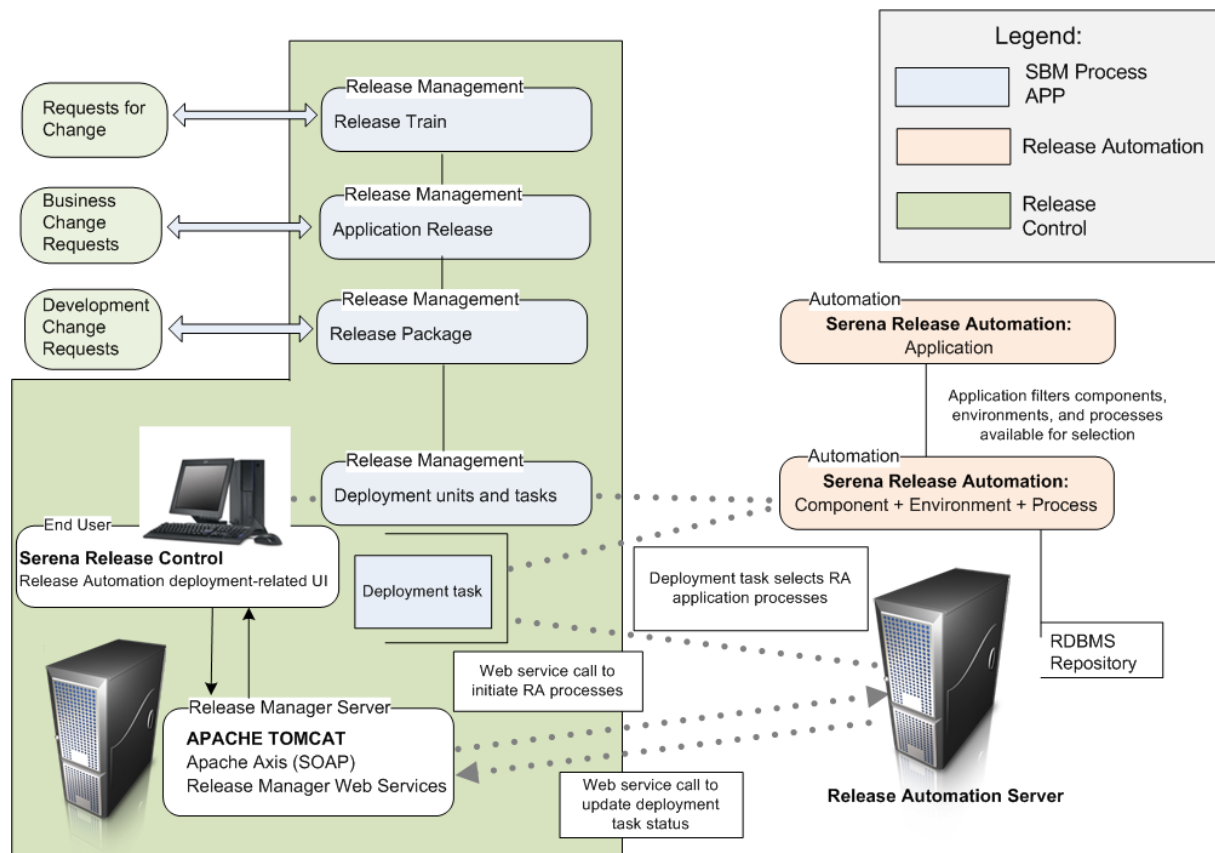 Legend:
SBM Process
APP
Release Automation
Release
Control
Requests for
Change
Release Management
Release Train
Business
Change
Requests
Release Management
Application Release
Development
Change
Requests
Release Management
Release Package
Automation
Serena Release Automation:
Application
Application filters components,
environments, and processes
available for selection
Release Management
Deployment units and tasks
Automation
Serena Release Automation:
Component + Environment + Process
End User
Serena Release Control
Release Automation deployment-related UI
Deployment task
Deployment task selects RA
application processes
RDBMS
Repository
Web service call to
initiate RA processes
Release Manager Server
APACHE TOMCAT
Apache Axis (SOAP)
Release Manager Web Services
Web service call to
update deployment
task status
Release Automation Server